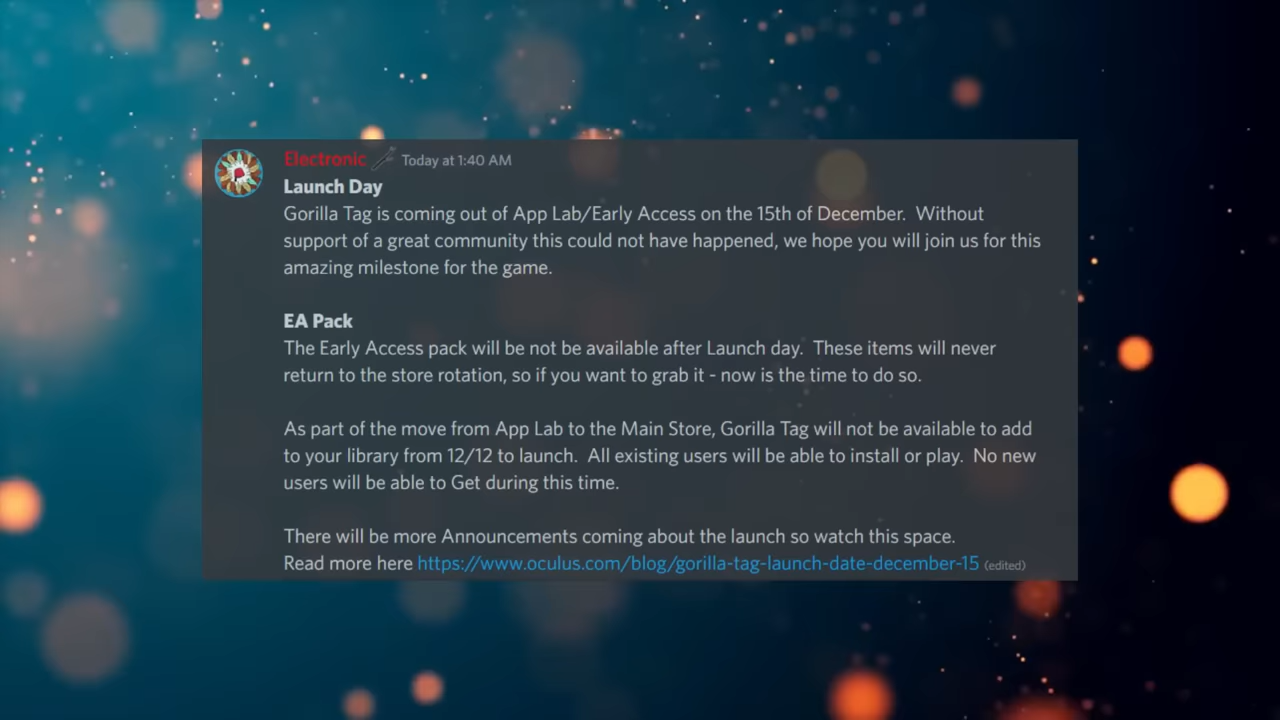 Electronic Today at 1:40 AM
Launch Day
Gorilla Tag is coming out of App Lab/Early Access on the 15th of December.  Without
support of a great community this could not have happened, we hope you will join us for this
amazing milestone for the game.
EA Pack
The Early Access pack will be not be available after Launch day.  These items will never
return to the store rotation, so if you want to grab it - now is the time to do so.
As part of the move from App Lab to the Main Store, Gorilla Tag will not be available to add
to your library from 12/12 to launch.  All existing users will be able to install or play.  No new
users will be able to Get during this time.
There will be more Announcements coming about the launch so watch this space.
Read more here https://www.oculus.com/blog/gorilla-tag-launch-date-december-15 (edited)